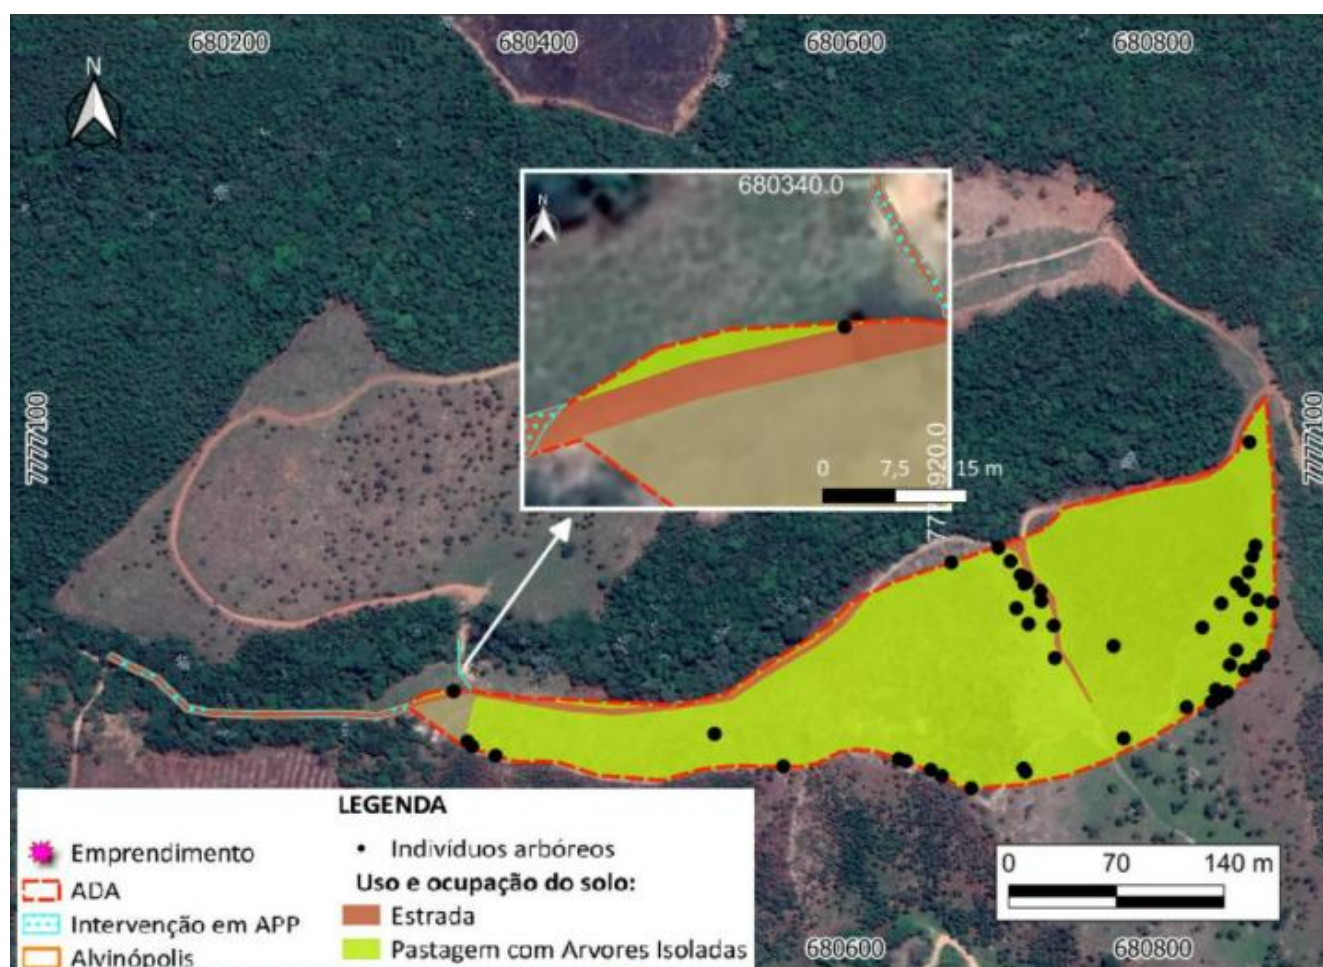 680200 680400 680600 680800
N
680340.0
N
7777100
7777100
920.0
0 7,5 15 m
LEGENDA
Emprendimento
ADA
Intervenção em APP
Alvinópolis
Indivíduos arbóreos
Uso e ocupação do solo:
Estrada
Pastagem com Arvores Isoladas
0 70 140 m
680600 680800